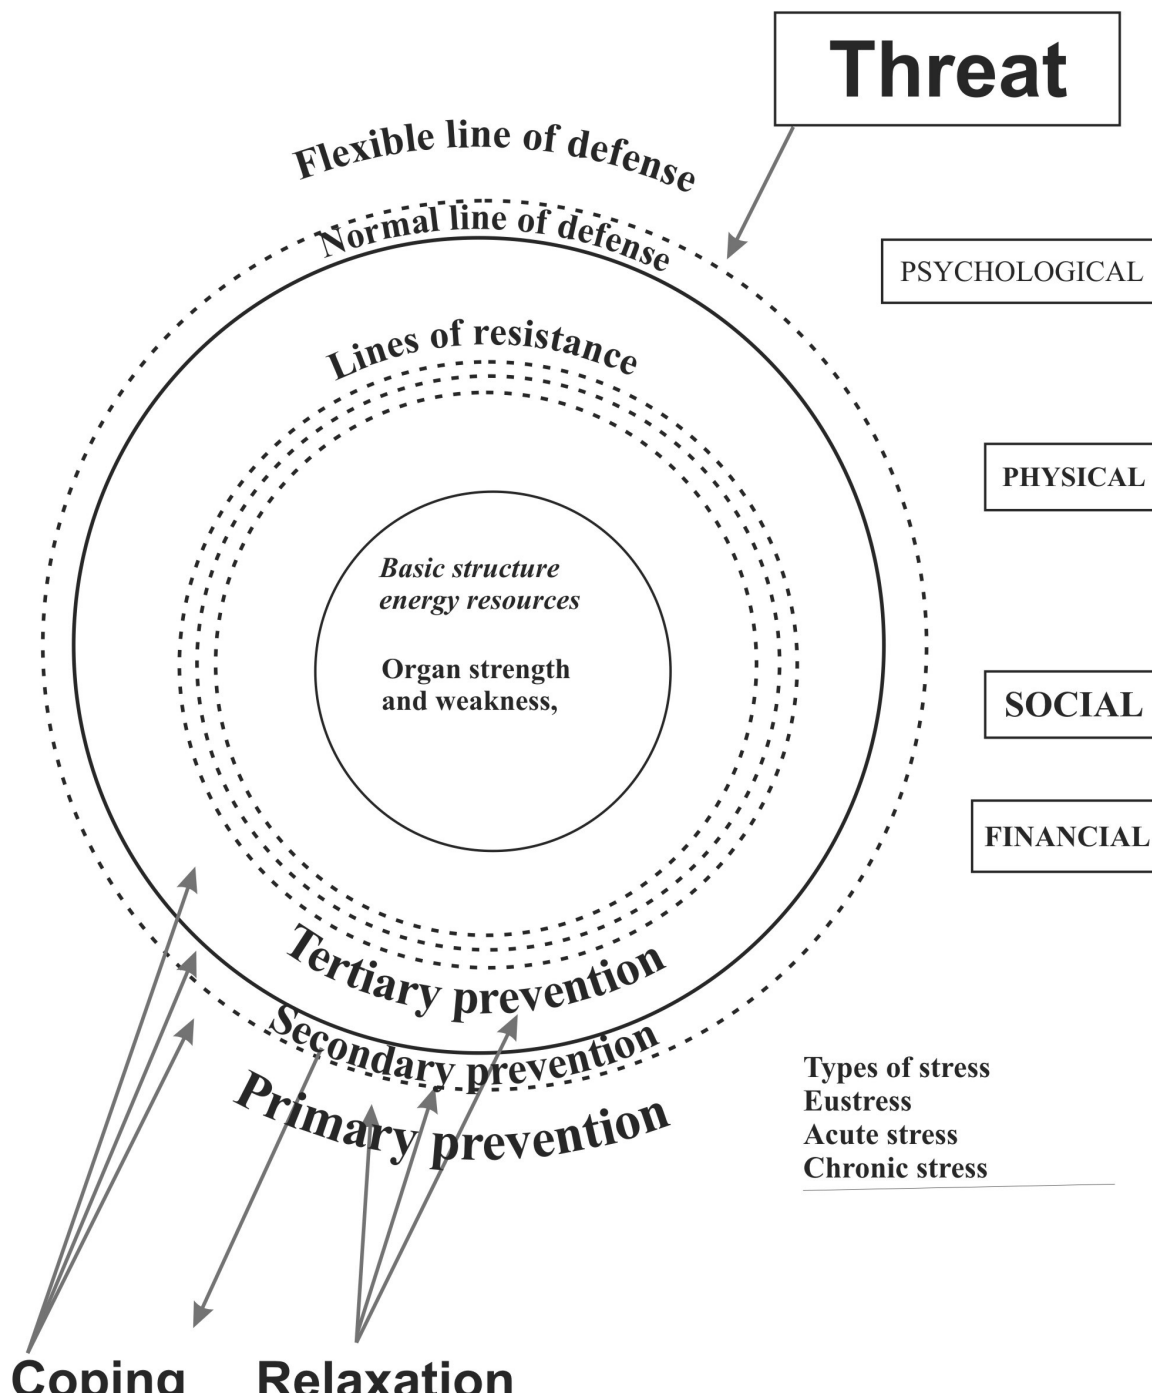 Threat
Flexible line of defense
Normal line of defense
PSYCHOLOGICAL
Lines of resistance
PHYSICAL
Basic structure
energy resources
Organ strength
and weakness,
SOCIAL
FINANCIAL
Tertiary prevention
Secondary prevention
Primary prevention
Types of stress
Eustress
Acute stress
Chronic stress
Coping
Relaxation